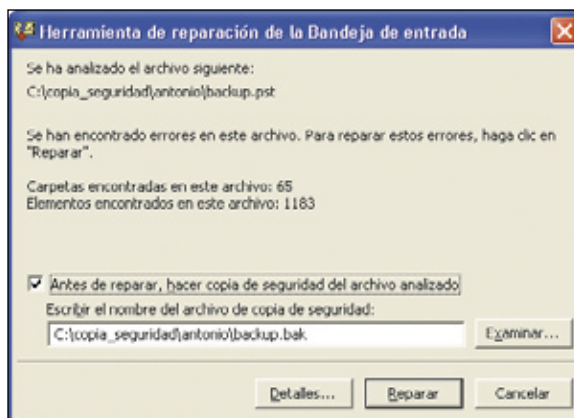 Herramienta de reparación de la Bandeja de entrada
Se ha analizado el archivo siguiente:
C:\copia_seguridad\antonio\backup.pst
Se han encontrado errores en este archivo. Para reparar estos errores, haga clic en
"Reparar".
Carpetas encontradas en este archivo: 65
Elementos encontrados en este archivo: 1183
Antes de reparar, hacer copia de seguridad del archivo analizado
Escribir el nombre del archivo de copia de seguridad:
C:\copia_seguridad\antonio\backup.bak
Examinar...
Detalles...
Reparar
Cancelar